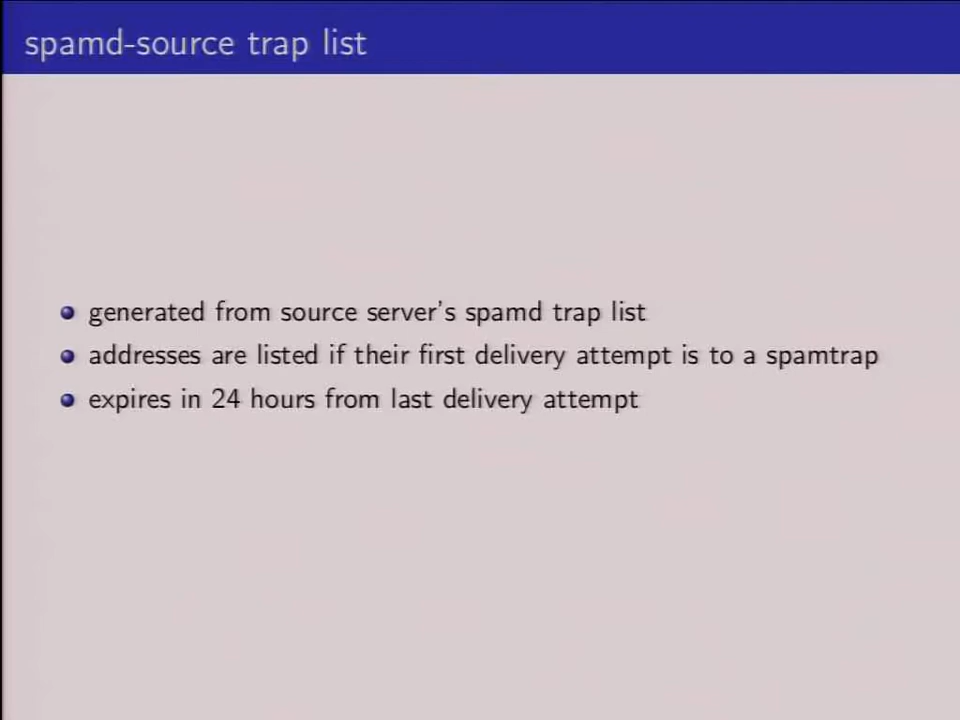 spamd-source trap list
generated from source server's spamd trap list
addresses are listed if their first delivery attempt is to a spamtrap
expires in 24 hours from last delivery attempt